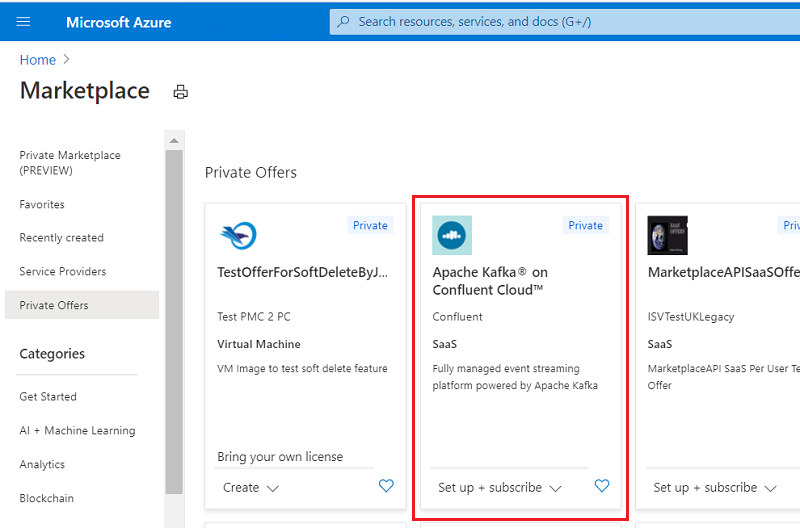 Microsoft Azure
Search resources, services, and docs (G+/)
Home
Marketplace
Private Marketplace
(PREVIEW)
Favorites
Recently created
Service Providers
Private Offers
Categories
Get Started
AI + Machine Learning
Analytics
Blockchain
Private Offers
Private
TestOfferForSoftDeleteByJ...
Test PMC 2 PC
Virtual Machine
VM Image to test soft delete feature
Bring your own license
Create
Private
Apache Kafka® on
Confluent Cloud™
Confluent
SaaS
Fully managed event streaming
platform powered by Apache Kafka
Set up + subscribe
SAAS
OFFERS
Pri
MarketplaceAPISaaSOffe
ISVTestUKLegacy
SaaS
MarketplaceAPI SaaS Per User Te
Offer
Set up + subscribe